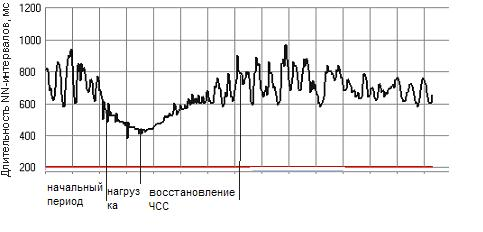 Длительность NN-интервалов, мс
1200
1000
800
600
400
200
начальный
период
нагруз
ка
восстановление
ЧСС